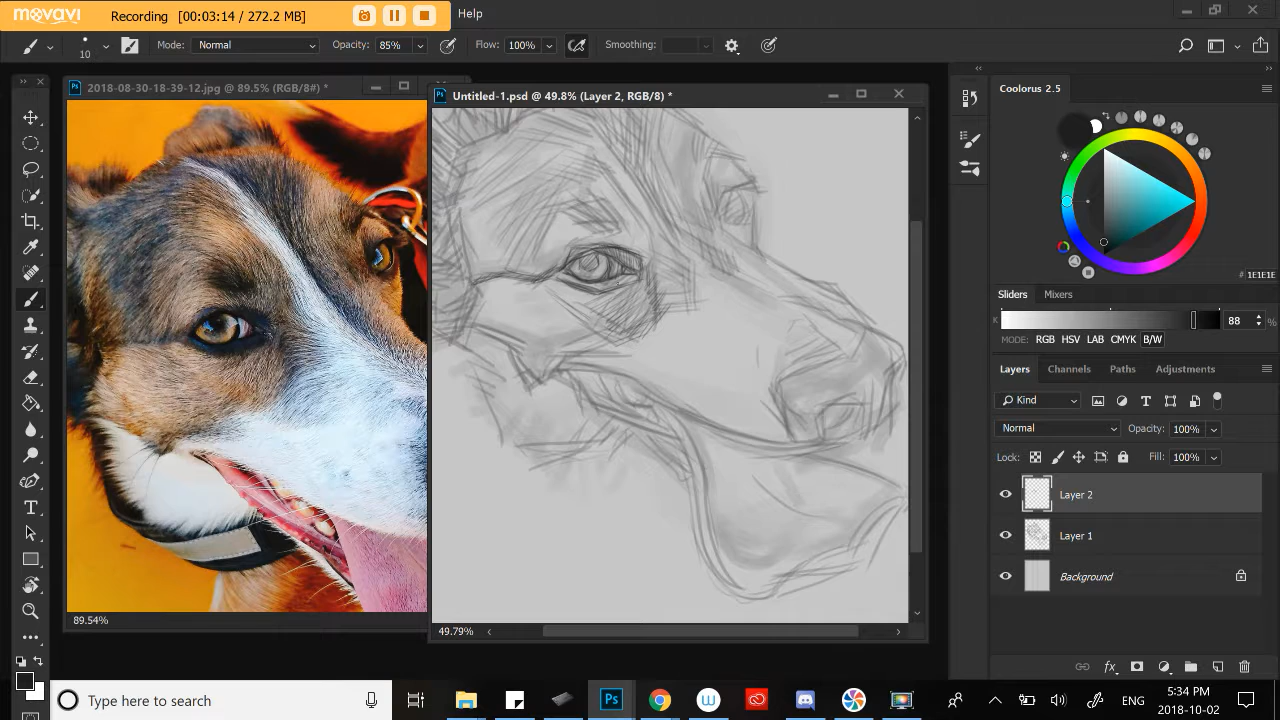 movavi Recording [00:03:14 / 272.2 MB] Help
10 Mode: Normal Opacity: 85% Flow: 100% Smoothing:
2018-08-30-18-39-12.jpg @ 89.5% (RGB/8#) *
Untitled-1.psd @ 49.8% (Layer 2, RGB/8) *
Coolorus 2.5
# 1E1E1E
Sliders Mixers
K 88 %
MODE: RGB HSV LAB CMYK B/W
Layers Channels Paths Adjustments
Kind
Normal Opacity: 100%
Lock: Fill: 100%
Layer 2
Layer 1
Background
89.54%
49.79%
fx
Type here to search
Ps
ENG
5:34 PM
2018-10-02